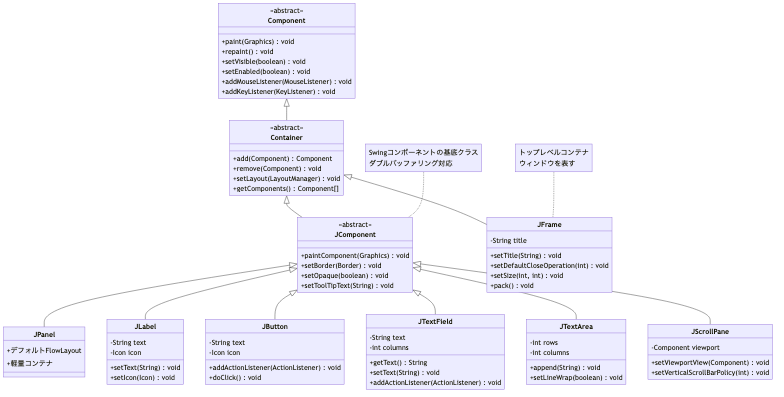 «abstract»
Component
+paint(Graphics) : void
+repaint() : void
+setVisible(boolean) : void
+setEnabled(boolean) : void
+addMouseListener(MouseListener) : void
+addKeyListener(KeyListener) : void
«abstract»
Container
+add(Component) : Component
+remove(Component) : void
+setLayout(LayoutManager) : void
+getComponents() : Component[]
Swingコンポーネントの基底クラス
ダブルバッファリング対応
トップレベルコンテナ
ウィンドウを表す
«abstract»
JComponent
+paintComponent(Graphics) : void
+setBorder(Border) : void
+setOpaque(boolean) : void
+setToolTipText(String) : void
JFrame
-String title
+setTitle(String) : void
+setDefaultCloseOperation(int) : void
+setSize(int, int) : void
+pack() : void
JPanel
+デフォルトFlowLayout
+軽量コンテナ
JLabel
-String text
-Icon icon
+setText(String) : void
+setIcon(Icon) : void
JButton
-String text
-Icon icon
+addActionListener(ActionListener) : void
+doClick() : void
JTextField
-String text
-int columns
+getText() : String
+setText(String) : void
+addActionListener(ActionListener) : void
JTextArea
-int rows
-int columns
+append(String) : void
+setLineWrap(boolean) : void
JScrollPane
-Component viewport
+setViewportView(Component) : void
+setVerticalScrollBarPolicy(int) : void